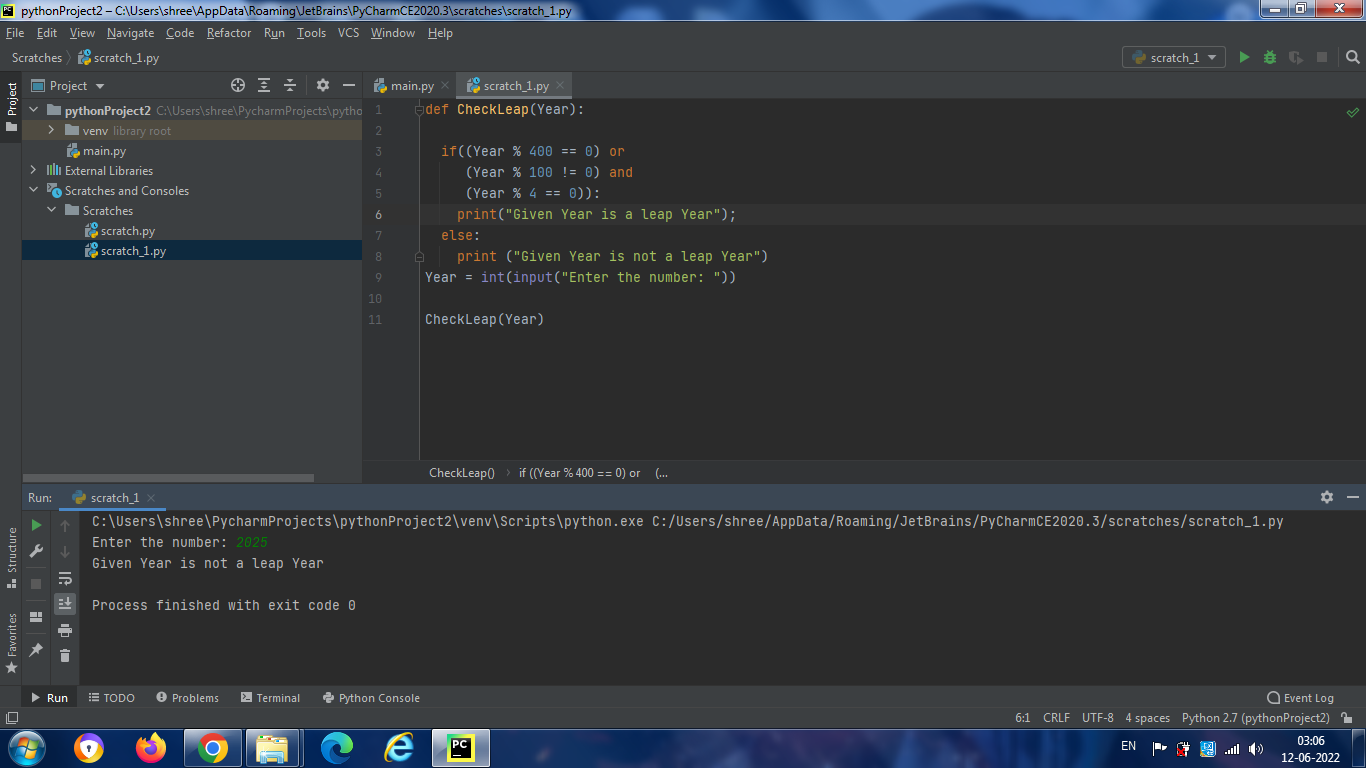 pythonProject2 – C:\Users\shree\AppData\Roaming\JetBrains\PyCharmCE2020.3\scratches\scratch_1.py
File Edit View Navigate Code Refactor Run Tools VCS Window Help
Scratches scratch_1.py scratch_1
Project Project main.py scratch_1.py
pythonProject2 C:\Users\shree\PycharmProjects\pytho
venv library root
main.py
External Libraries
Scratches and Consoles
Scratches
scratch.py
scratch_1.py
1 def CheckLeap(Year):
2
3 if((Year % 400 == 0) or
4 (Year % 100 != 0) and
5 (Year % 4 == 0)):
6 print("Given Year is a leap Year");
7 else:
8 print ("Given Year is not a leap Year")
9 Year = int(input("Enter the number: "))
10
11 CheckLeap(Year)
CheckLeap() if ((Year % 400 == 0) or (...
Run: scratch_1
C:\Users\shree\PycharmProjects\pythonProject2\venv\Scripts\python.exe C:/Users/shree/AppData/Roaming/JetBrains/PyCharmCE2020.3/scratches/scratch_1.py
Enter the number: 2025
Given Year is not a leap Year
Process finished with exit code 0
Structure
Favorites
Run TODO Problems Terminal Python Console Event Log
6:1 CRLF UTF-8 4 spaces Python 2.7 (pythonProject2)
PC EN 03:06
12-06-2022